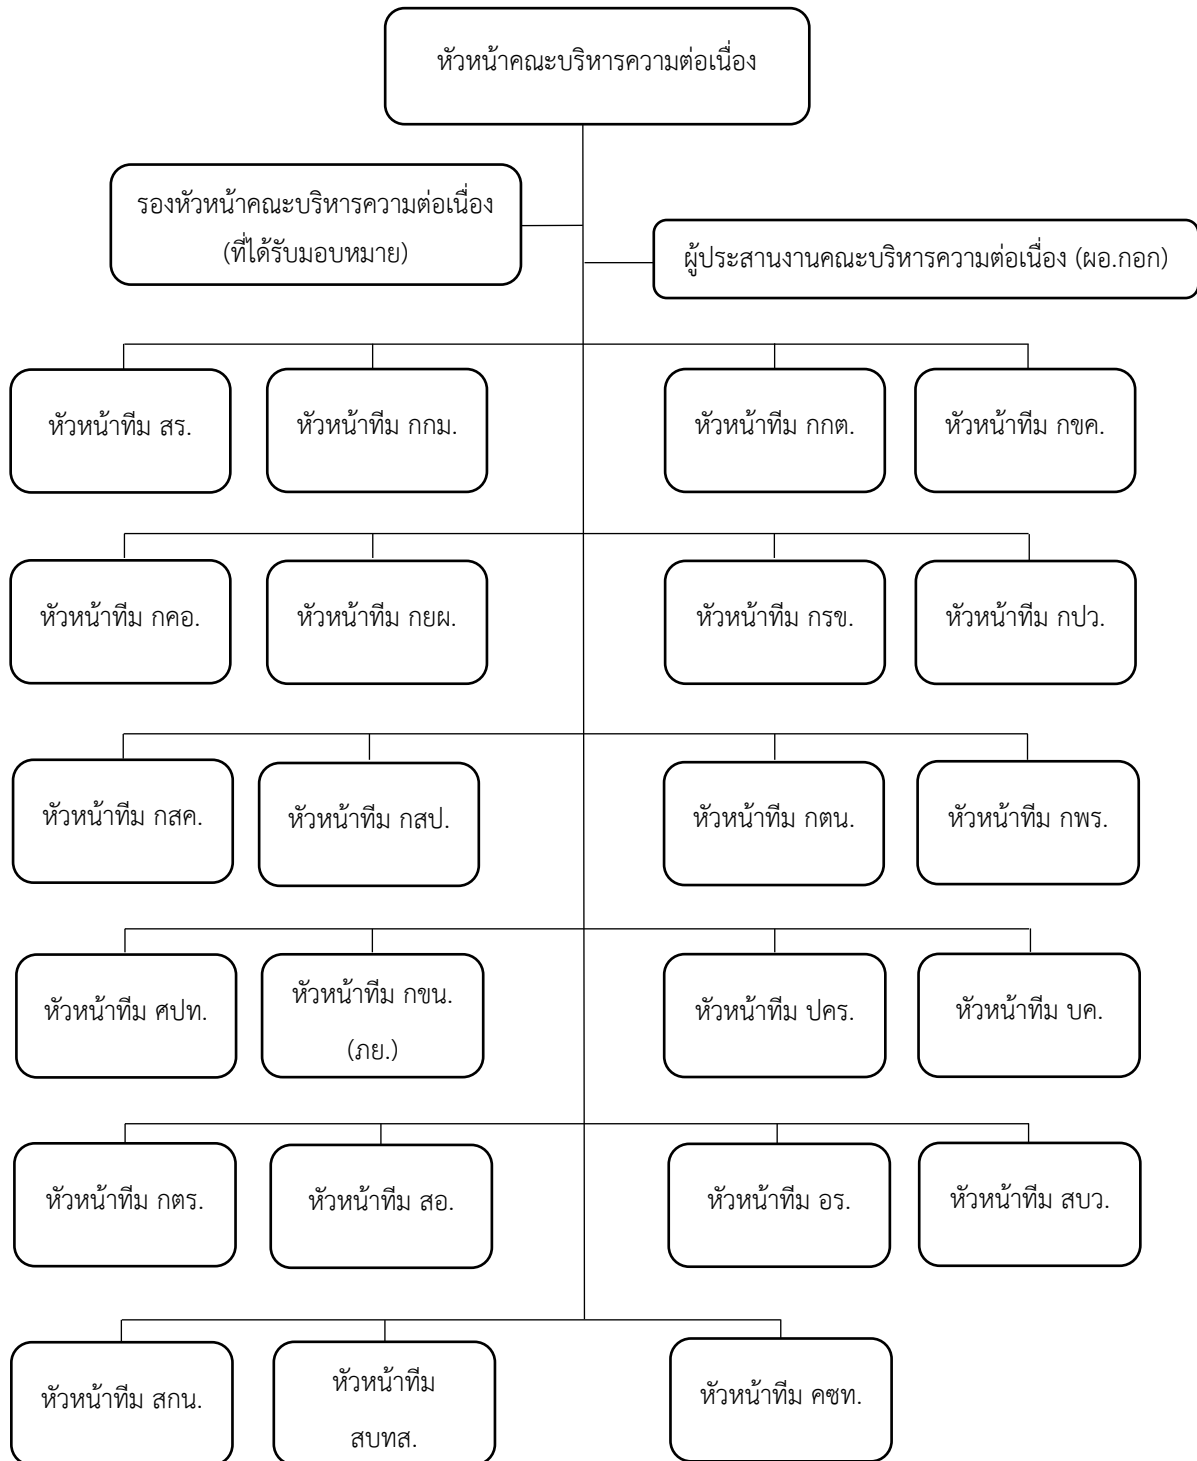 หัวหน้าคณะบริหารความต่อเนื่อง
รองหัวหน้าคณะบริหารความต่อเนื่อง
(ที่ได้รับมอบหมาย)
ผู้ประสานงานคณะบริหารความต่อเนื่อง (ผอ.กอก)
หัวหน้าทีม สร.
หัวหน้าทีม กกม.
หัวหน้าทีม กกต.
หัวหน้าทีม กขค.
หัวหน้าทีม กคอ.
หัวหน้าทีม กยผ.
หัวหน้าทีม กรข.
หัวหน้าทีม กปว.
หัวหน้าทีม กสค.
หัวหน้าทีม กสป.
หัวหน้าทีม กตน.
หัวหน้าทีม กพร.
หัวหน้าทีม ศปท.
หัวหน้าทีม กขน.
(ภย.)
หัวหน้าทีม ปคร.
หัวหน้าทีม บค.
หัวหน้าทีม กตร.
หัวหน้าทีม สอ.
หัวหน้าทีม อร.
หัวหน้าทีม สบว.
หัวหน้าทีม สกน.
หัวหน้าทีม
สบทส.
หัวหน้าทีม คซท.